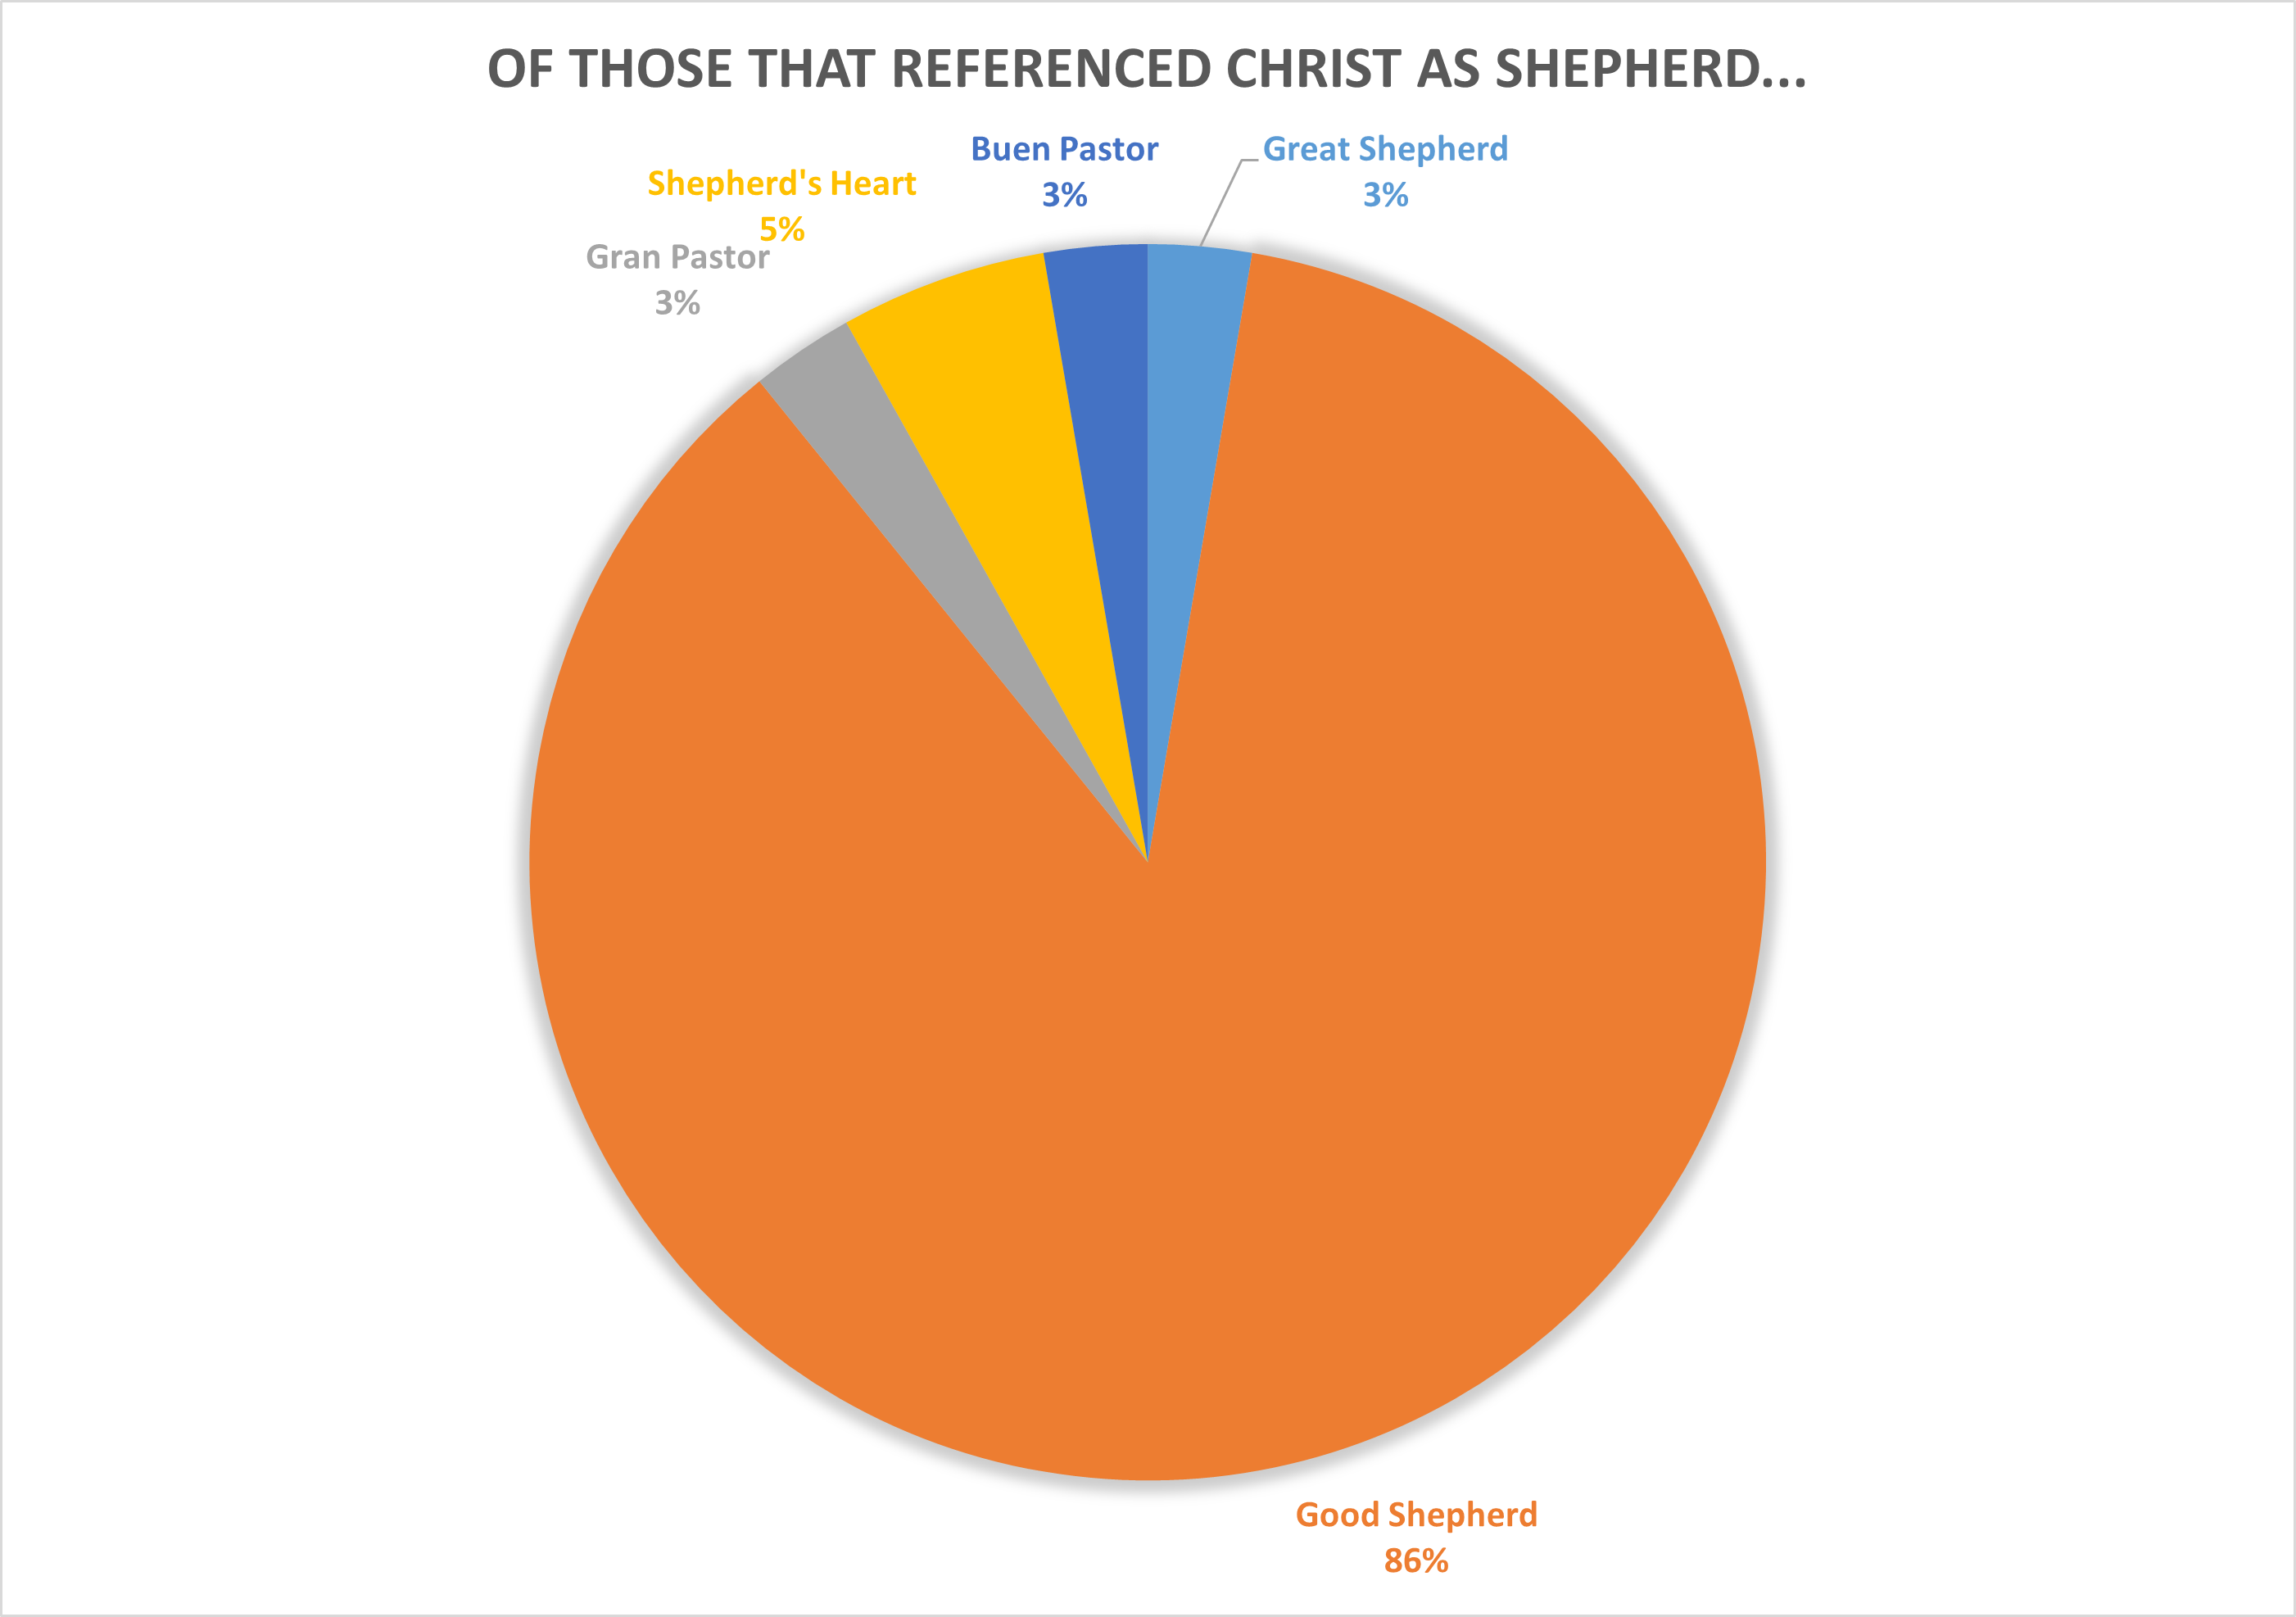 OF THOSE THAT REFERENCED CHRIST AS SHEPHERD...
Buen Pastor
3%
Great Shepherd
3%
Shepherd's Heart
5%
Gran Pastor
3%
Good Shepherd
86%